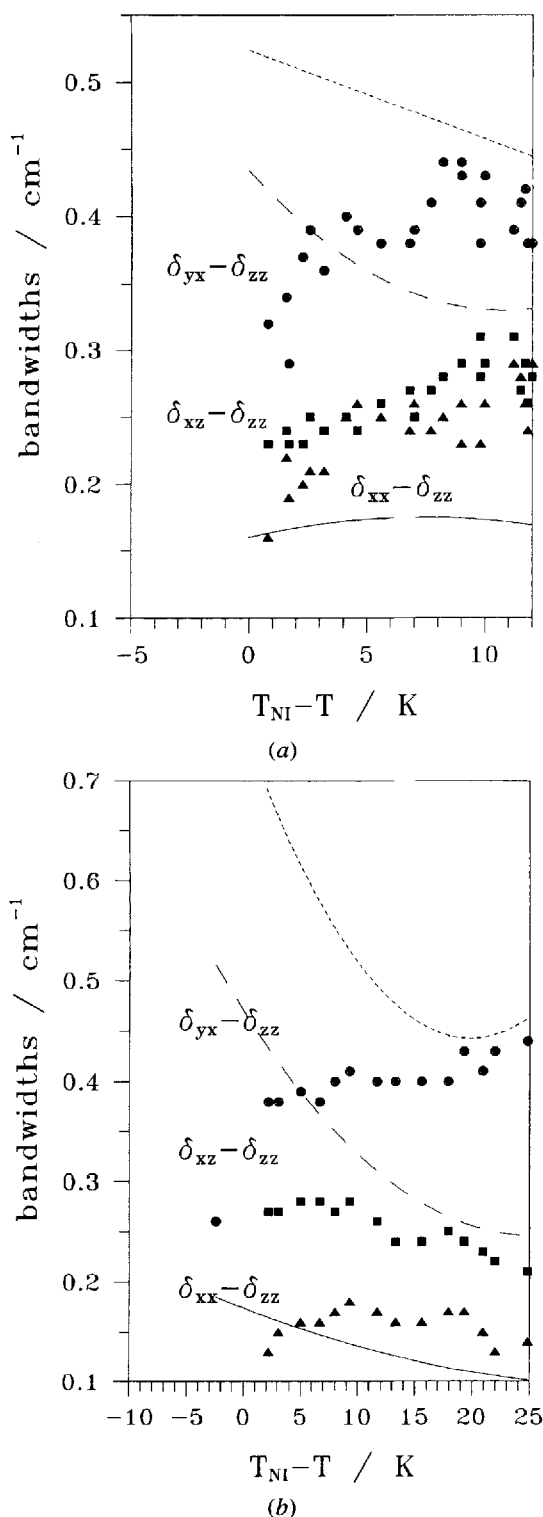 0.5
0.4
0.3
0.2
0.1
bandwidths / cm⁻¹
δyx−δzz
δxz−δzz
δxx−δzz
−5 0 5 10
T_NI−T / K
(a)
0.7
0.6
0.5
0.4
0.3
0.2
0.1
bandwidths / cm⁻¹
δyx−δzz
δxz−δzz
δxx−δzz
−10 −5 0 5 10 15 20 25
T_NI−T / K
(b)